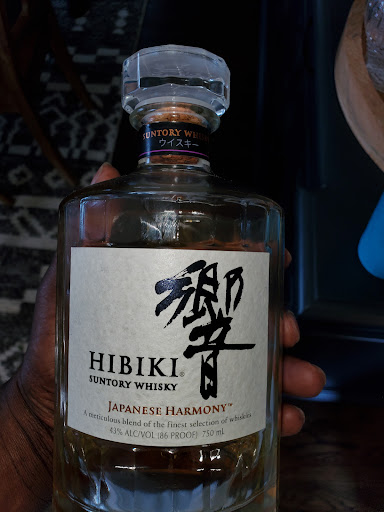 SUNTORY WHISKY
ウイスキー
響
HIBIKI®
SUNTORY WHISKY
JAPANESE HARMONY™
A meticulous blend of the finest selection of whiskies
43% ALC/VOL (86 PROOF) 750 mL